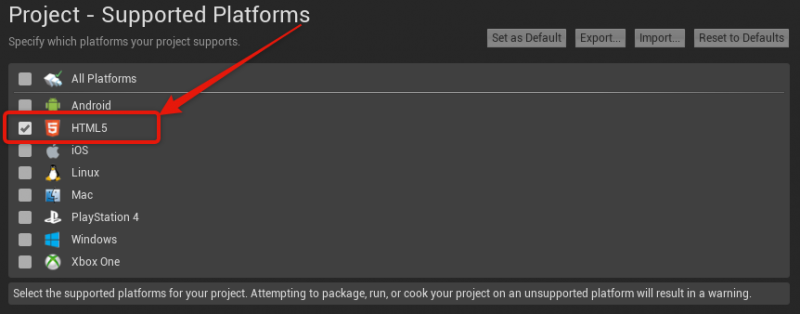 Project - Supported Platforms
Specify which platforms your project supports.
Set as Default Export... Import... Reset to Defaults
All Platforms
Android
HTML5
iOS
Linux
Mac
PlayStation 4
Windows
Xbox One
Select the supported platforms for your project. Attempting to package, run, or cook your project on an unsupported platform will result in a warning.